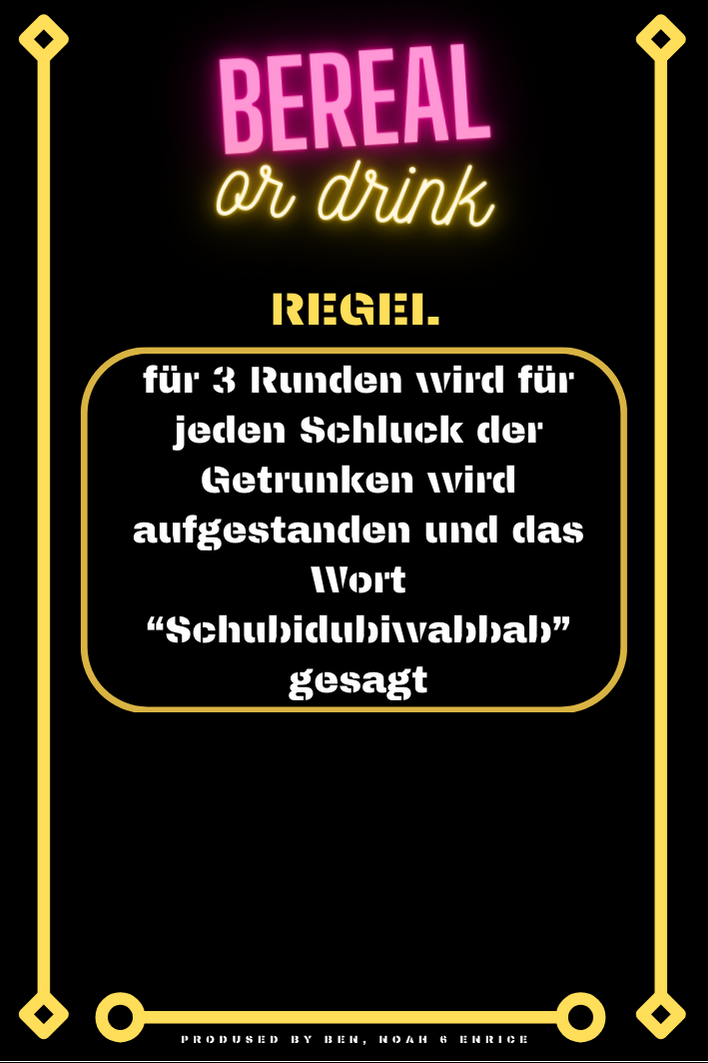 BEREAL
or drink
REGEL
für 3 Runden wird für
jeden Schluck der
Getrunken wird
aufgestanden und das
Wort
“Schubidubiwabbab”
gesagt
PRODUSED BY BEN, NOAH & ENRICE